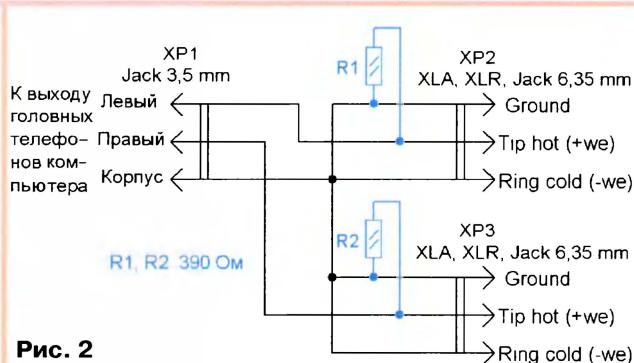 XP1
Jack 3,5 mm
К выходу
головных
телефо-
нов ком-
пьютера
Левый
Правый
Корпус
R1
XP2
XLA, XLR, Jack 6,35 mm
Ground
Tip hot (+we)
Ring cold (-we)
R2
XP3
XLA, XLR, Jack 6,35 mm
Ground
Tip hot (+we)
Ring cold (-we)
R1, R2 390 Ом
Рис. 2